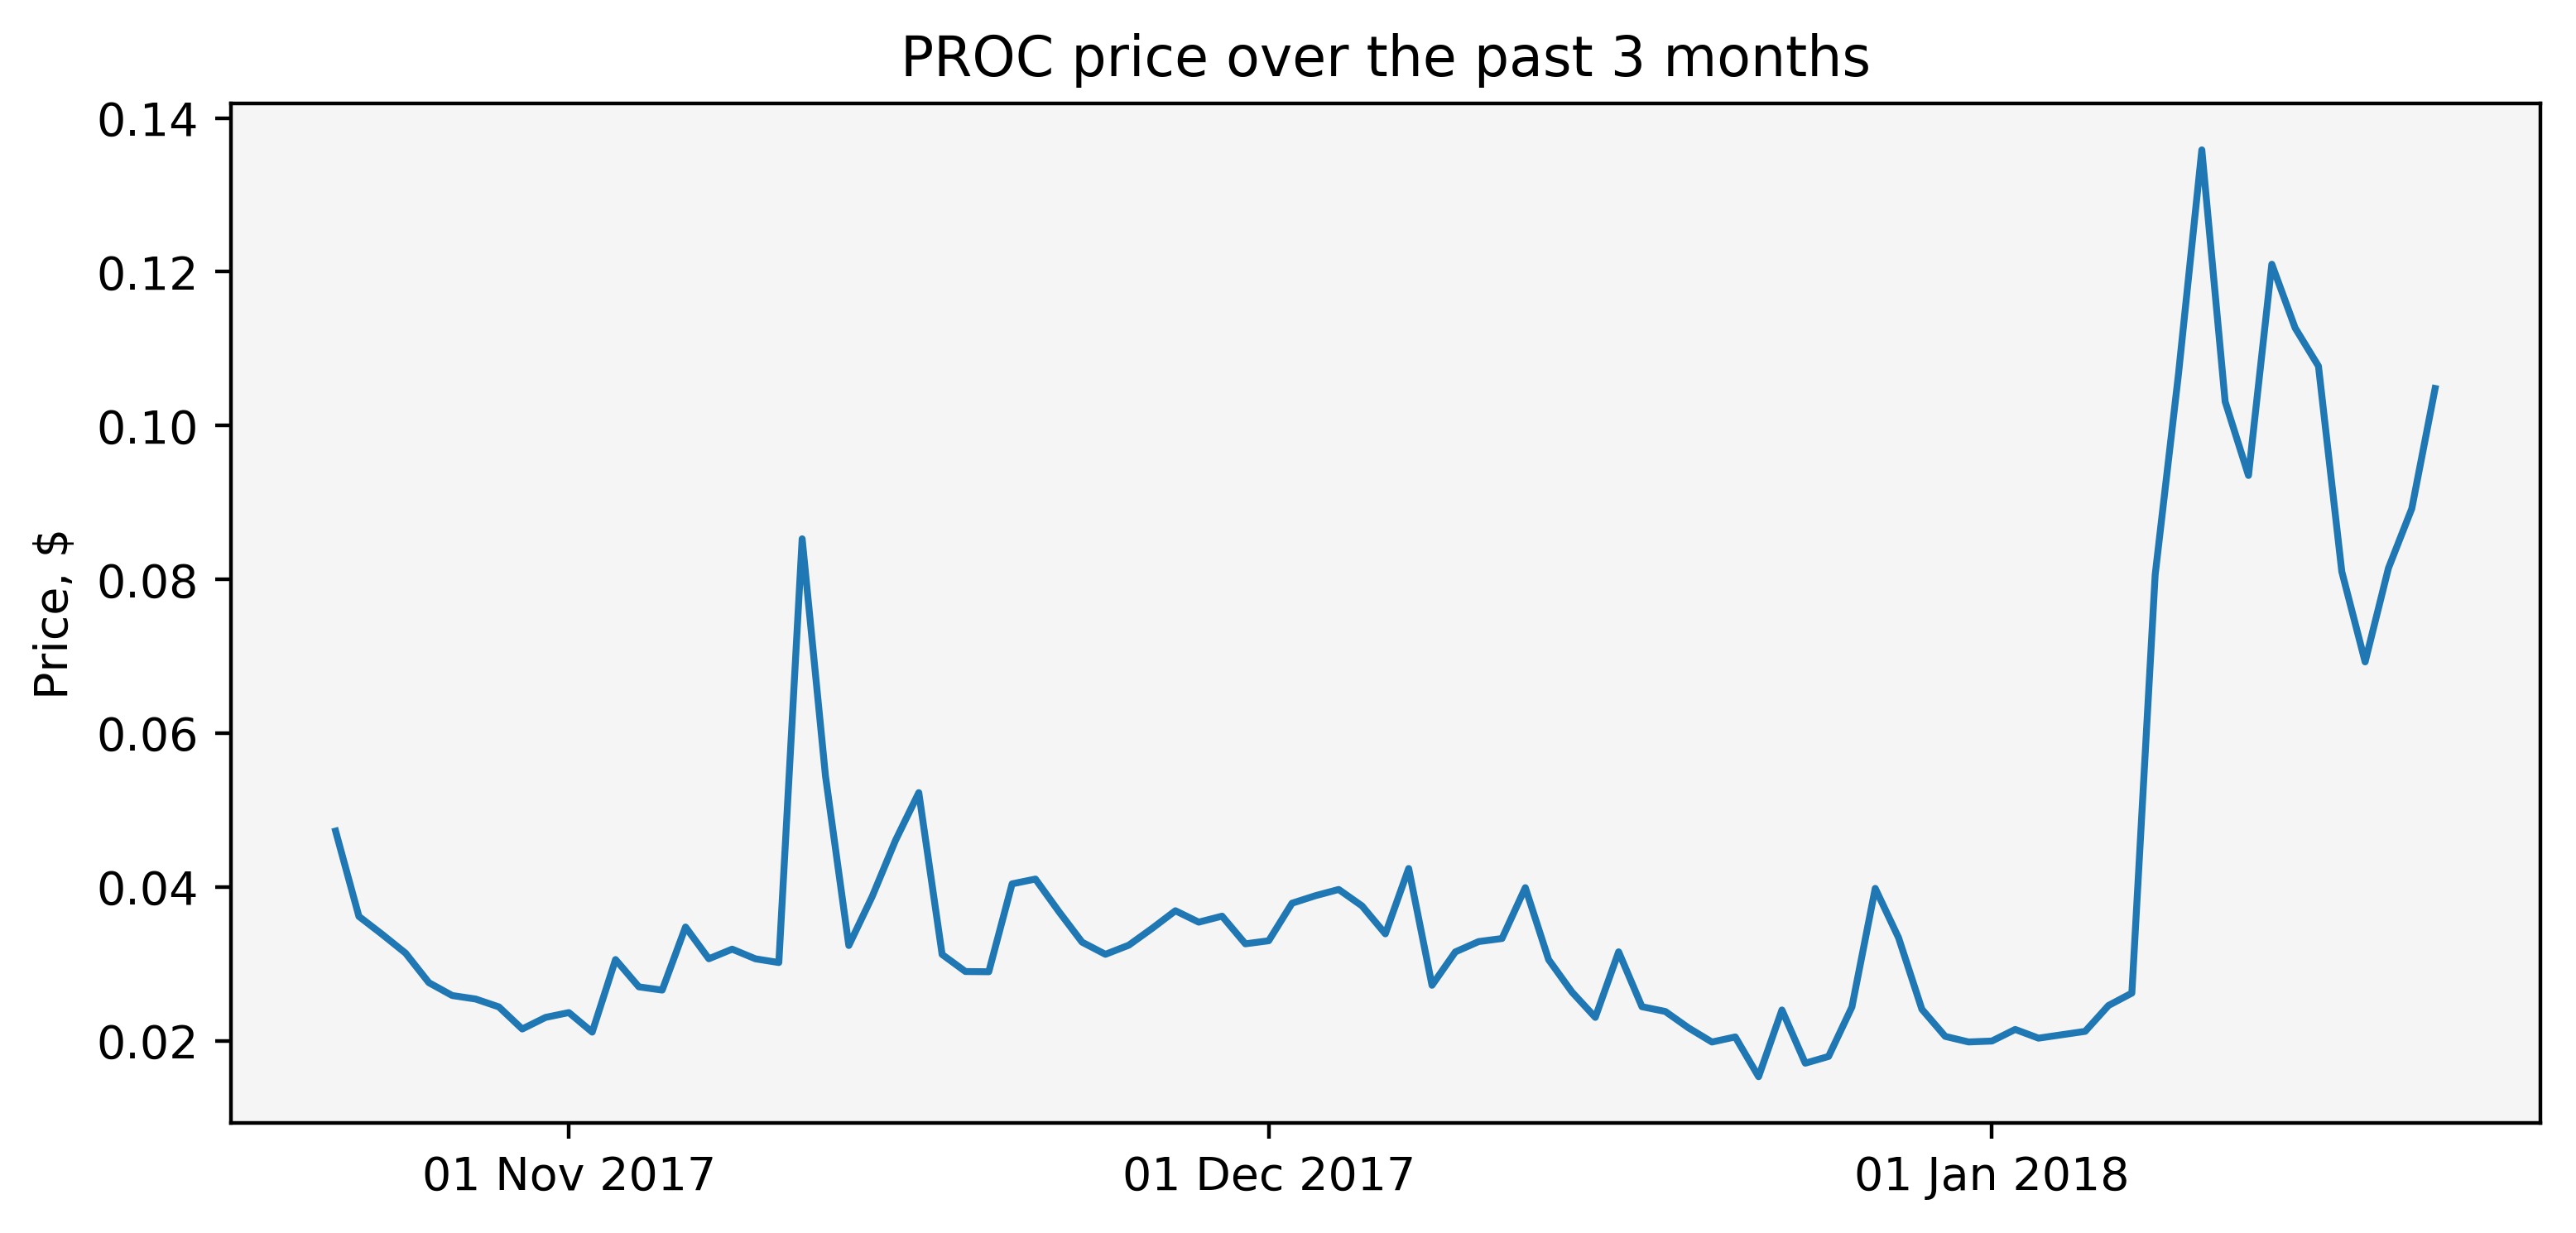 PROC price over the past 3 months
0.14
0.12
0.10
0.08
0.06
0.04
0.02
Price, $
01 Nov 2017
01 Dec 2017
01 Jan 2018